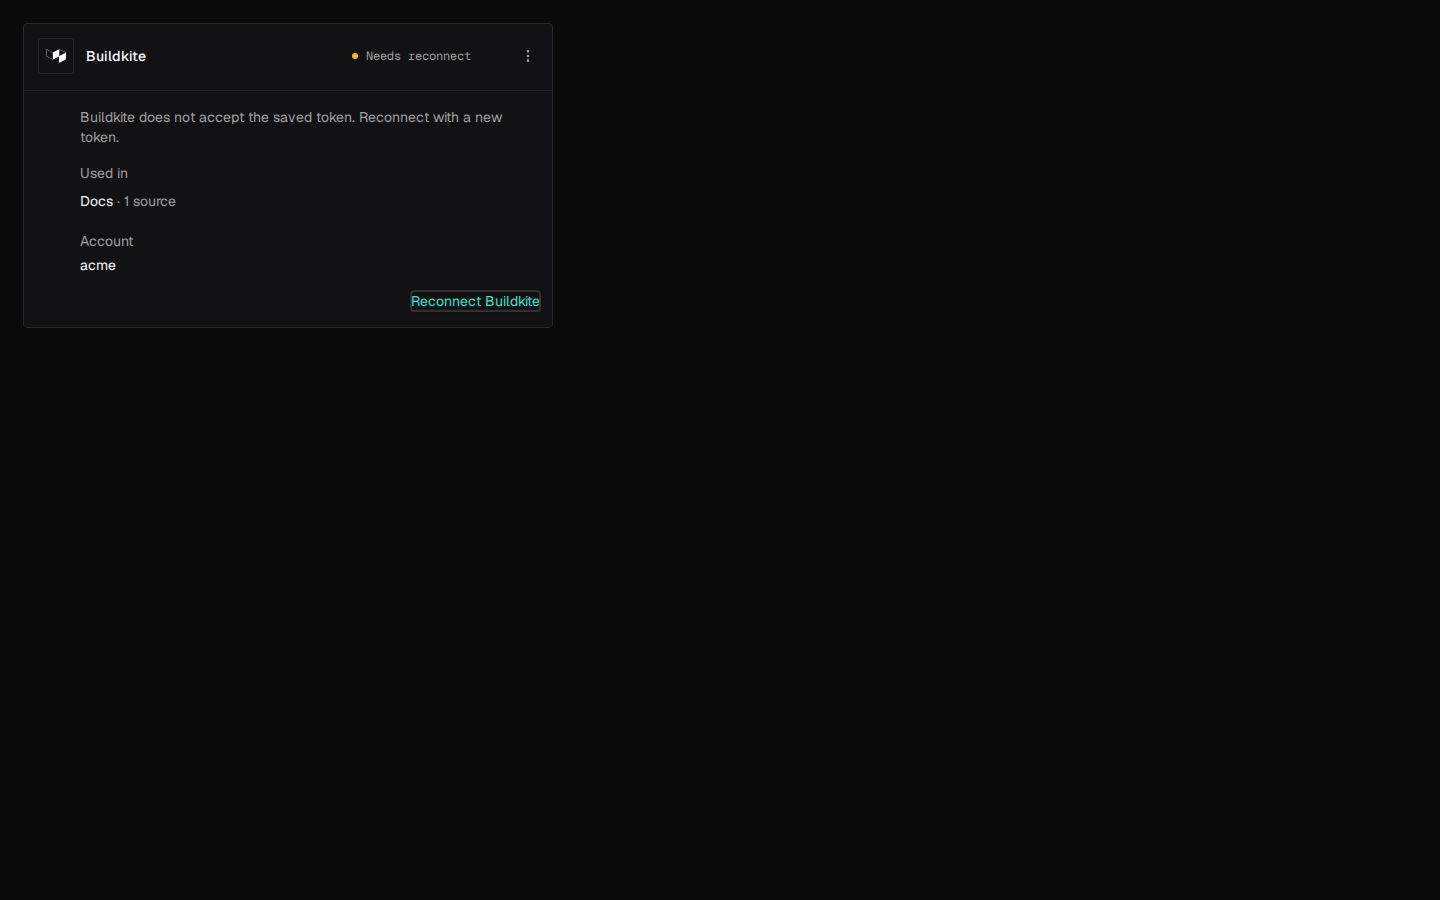 Buildkite
Needs reconnect
Buildkite does not accept the saved token. Reconnect with a new
token.
Used in
Docs · 1 source
Account
acme
Reconnect Buildkite